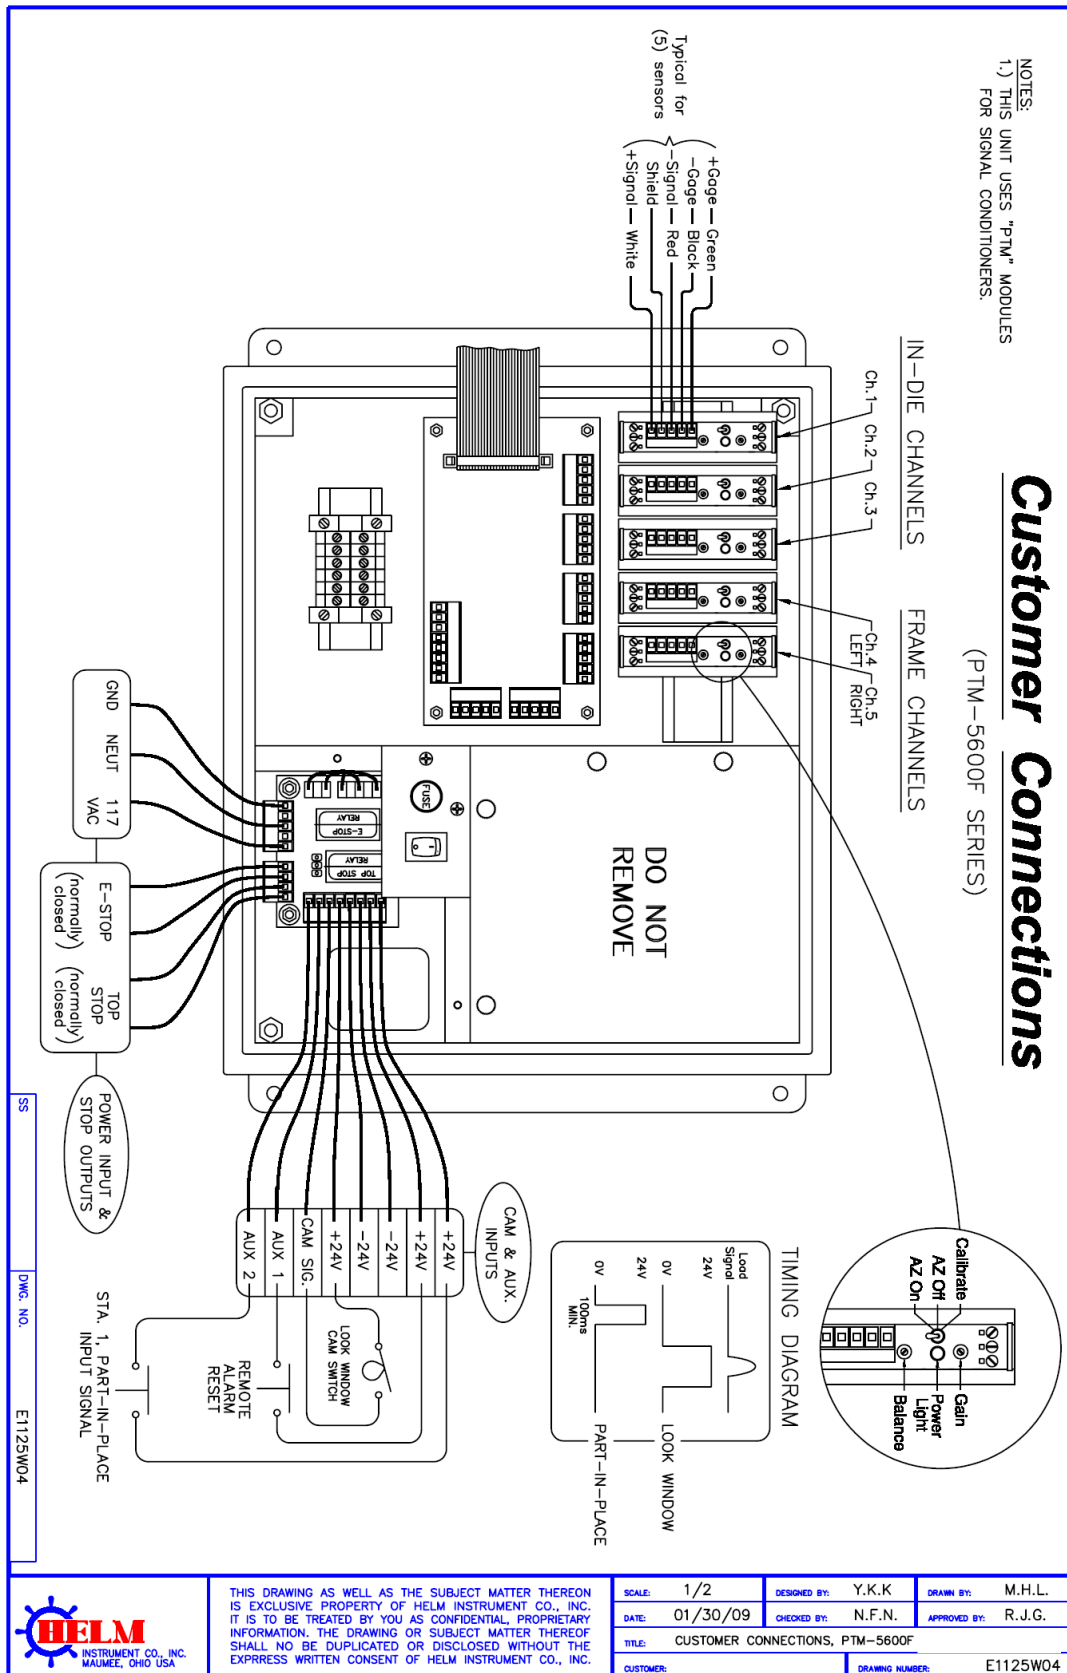 Customer Connections
(PTM-5600F SERIES)
NOTES:
1.) THIS UNIT USES "PTM" MODULES
FOR SIGNAL CONDITIONERS.
IN-DIE CHANNELS
FRAME CHANNELS
Ch.1
Ch.2
Ch.3
Ch.4
LEFT
Ch.5
RIGHT
Typical for
(5) sensors
+Gage
Green
-Gage
Black
-Signal
Red
Shield
+Signal
White
Calibrate
AZ Off
AZ On
Gain
Power
Light
Balance
DO NOT
REMOVE
FUSE
E-STOP
RELAY
TOP STOP
RELAY
TIMING DIAGRAM
Load
Signal
24V
0V
LOOK WINDOW
24V
0V
100ms
MIN.
PART-IN-PLACE
CAM & AUX.
INPUTS
+24V
+24V
-24V
-24V
+24V
CAM SIG.
AUX 1
AUX 2
LOOK WINDOW
CAM SWITCH
REMOTE
ALARM
RESET
STA. 1, PART-IN-PLACE
INPUT SIGNAL
GND
NEUT
117
VAC
E-STOP
(normally
closed)
TOP
STOP
(normally
closed)
POWER INPUT &
STOP OUTPUTS
SS
DWG. NO.
E1125W04
HELM
INSTRUMENT CO., INC.
MAUMEE, OHIO USA
THIS DRAWING AS WELL AS THE SUBJECT MATTER THEREON
IS EXCLUSIVE PROPERTY OF HELM INSTRUMENT CO., INC.
IT IS TO BE TREATED BY YOU AS CONFIDENTIAL, PROPRIETARY
INFORMATION. THE DRAWING OR SUBJECT MATTER THEREOF
SHALL NO BE DUPLICATED OR DISCLOSED WITHOUT THE
EXPRRESS WRITTEN CONSENT OF HELM INSTRUMENT CO., INC.
SCALE: 1/2
DESIGNED BY: Y.K.K
DRAWN BY: M.H.L.
DATE: 01/30/09
CHECKED BY: N.F.N.
APPROVED BY: R.J.G.
TITLE: CUSTOMER CONNECTIONS, PTM-5600F
CUSTOMER:
DRAWING NUMBER: E1125W04